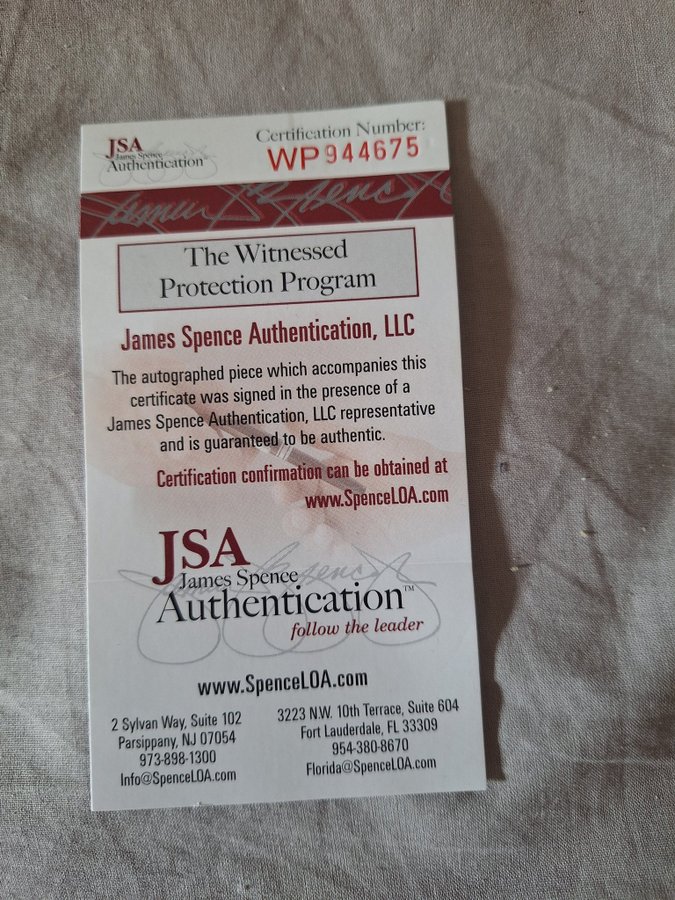 JSA
James Spence
Authentication
Certification Number:
WP944675
The Witnessed
Protection Program
James Spence Authentication, LLC
The autographed piece which accompanies this
certificate was signed in the presence of a
James Spence Authentication, LLC representative
and is guaranteed to be authentic.
Certification confirmation can be obtained at
www.SpenceLOA.com
JSA
James Spence
Authentication™
follow the leader
www.SpenceLOA.com
2 Sylvan Way, Suite 102
Parsippany, NJ 07054
973-898-1300
Info@SpenceLOA.com
3223 N.W. 10th Terrace, Suite 604
Fort Lauderdale, FL 33309
954-380-8670
Florida@SpenceLOA.com